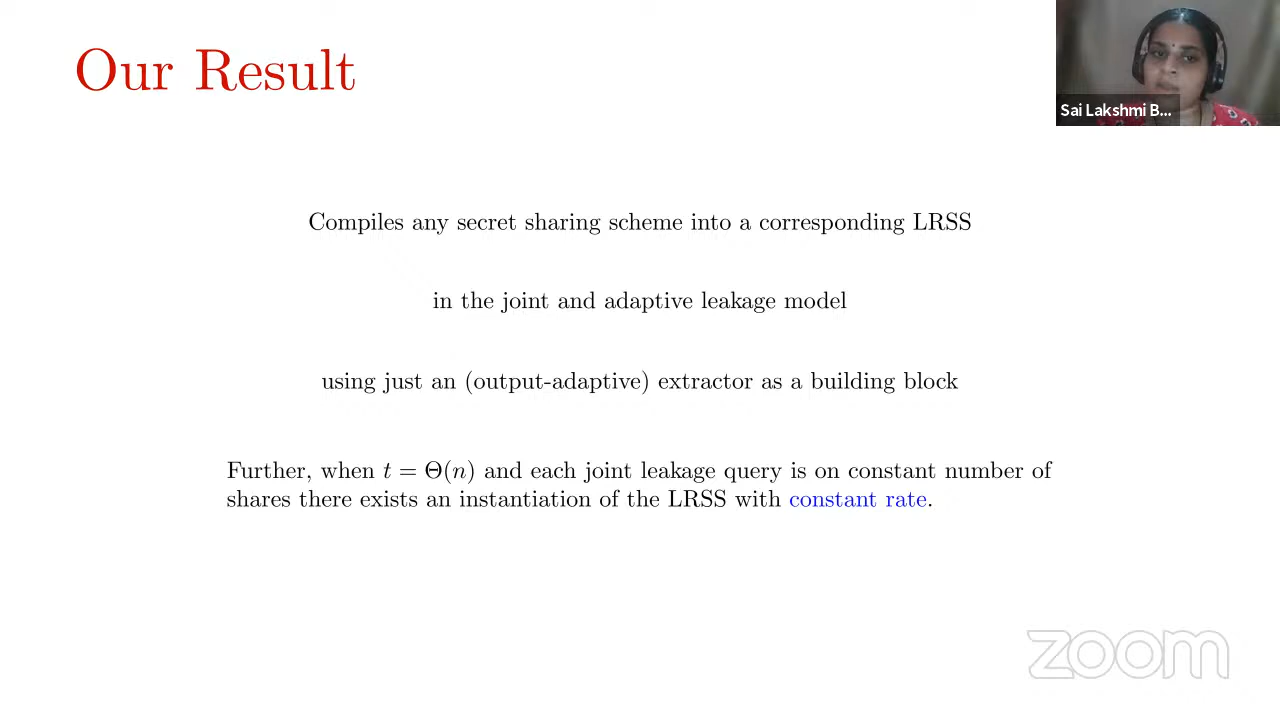 Our Result
Sai Lakshmi B...
Compiles any secret sharing scheme into a corresponding LRSS
in the joint and adaptive leakage model
using just an (output-adaptive) extractor as a building block
Further, when t = Θ(n) and each joint leakage query is on constant number of
shares there exists an instantiation of the LRSS with constant rate.
zoom